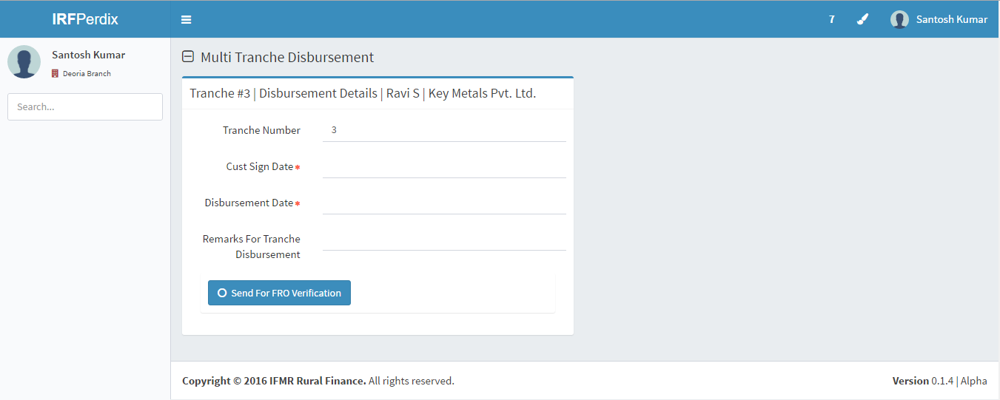 IRFPerdix
7
Santosh Kumar
Santosh Kumar
Deoria Branch
Search...
Multi Tranche Disbursement
Tranche #3 | Disbursement Details | Ravi S | Key Metals Pvt. Ltd.
Tranche Number 3
Cust Sign Date*
Disbursement Date*
Remarks For Tranche
Disbursement
Send For FRO Verification
Copyright © 2016 IFMR Rural Finance. All rights reserved.
Version 0.1.4 | Alpha